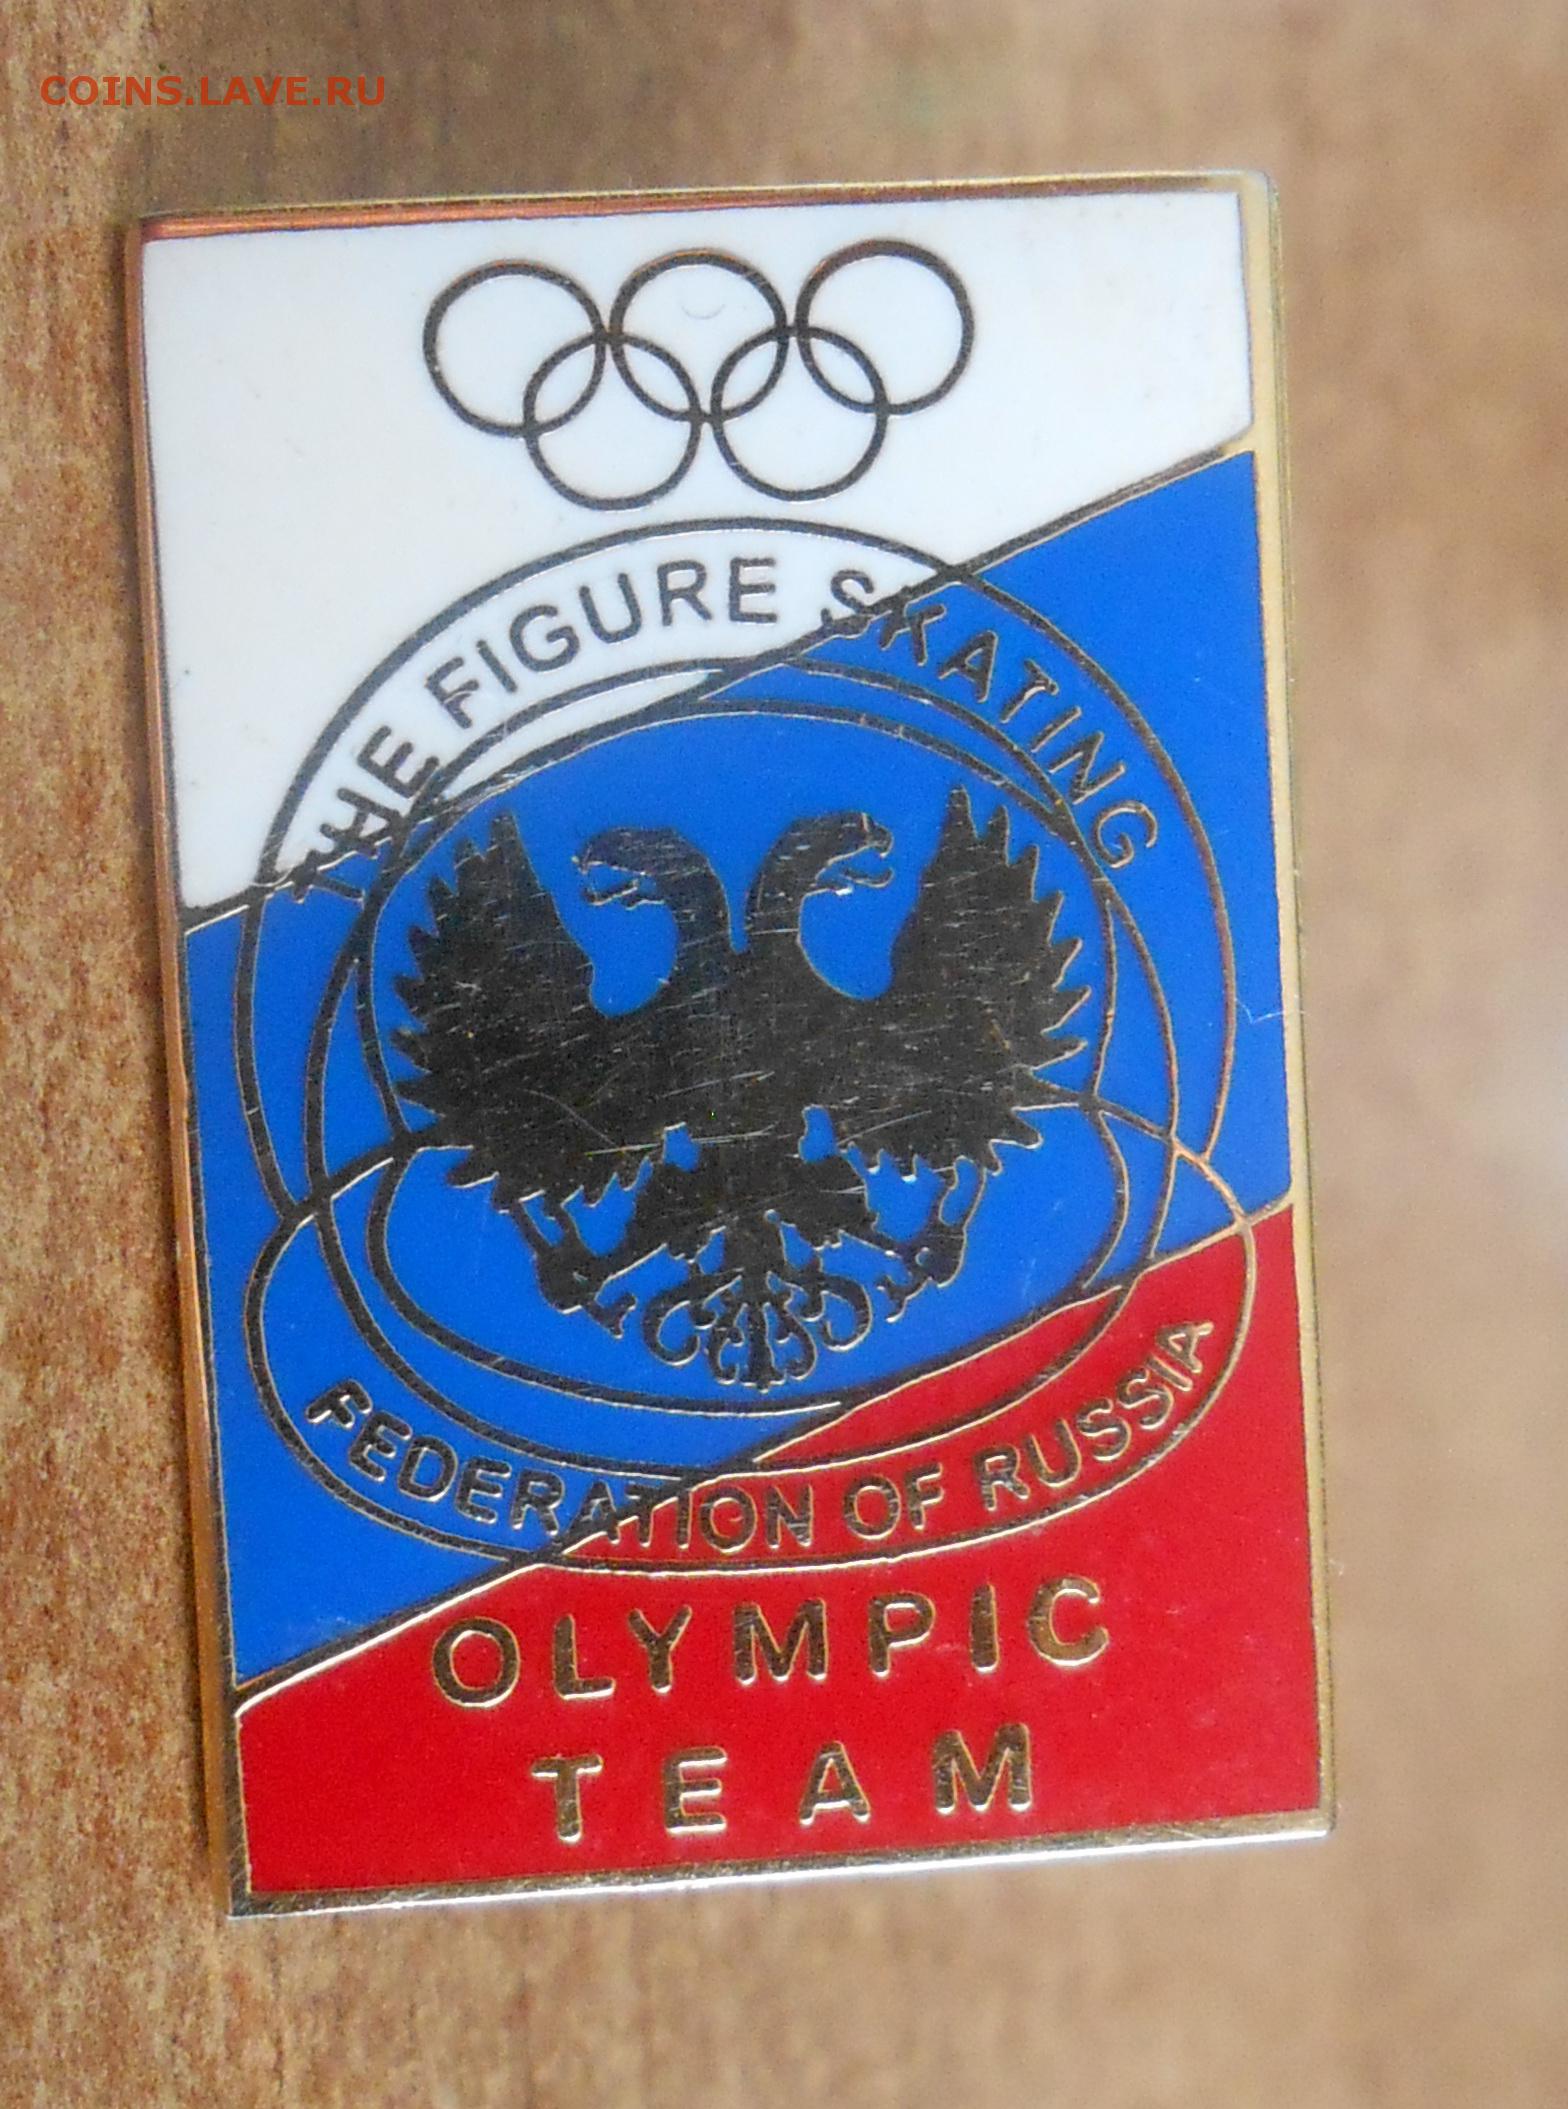 COINS.LAVE.RU
THE FIGURE SKATING
FEDERATION OF RUSSIA
OLYMPIC
TEAM